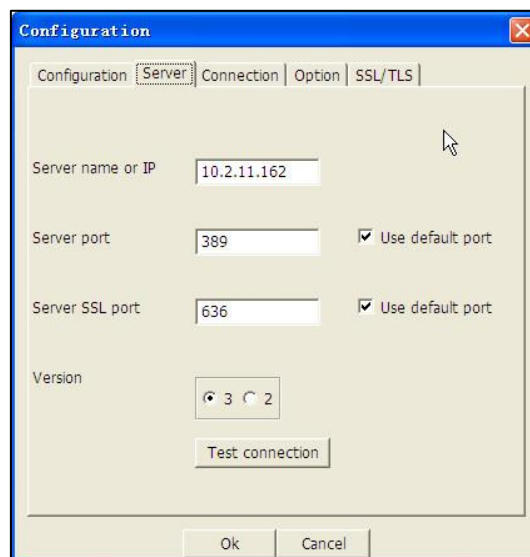 Configuration
Configuration Server Connection Option SSL/TLS
Server name or IP 10.2.11.162
Server port 389 Use default port
Server SSL port 636 Use default port
Version 3 2
Test connection
Ok Cancel